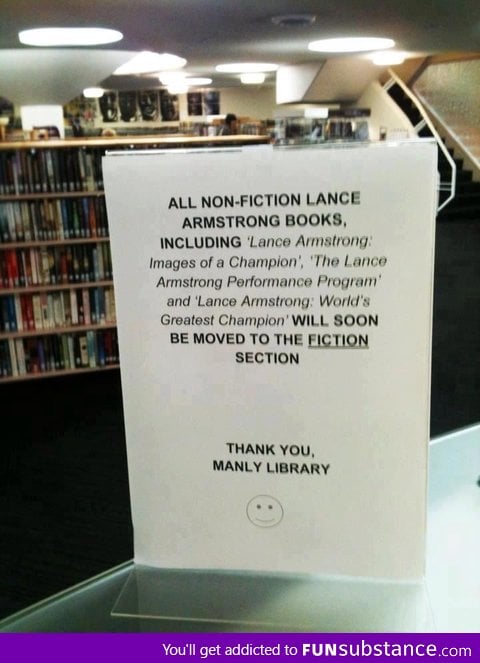 ALL NON-FICTION LANCE
ARMSTRONG BOOKS,
INCLUDING 'Lance Armstrong:
Images of a Champion', 'The Lance
Armstrong Performance Program'
and 'Lance Armstrong: World's
Greatest Champion' WILL SOON
BE MOVED TO THE FICTION
SECTION
THANK YOU,
MANLY LIBRARY
You'll get addicted to FUNsubstance.com